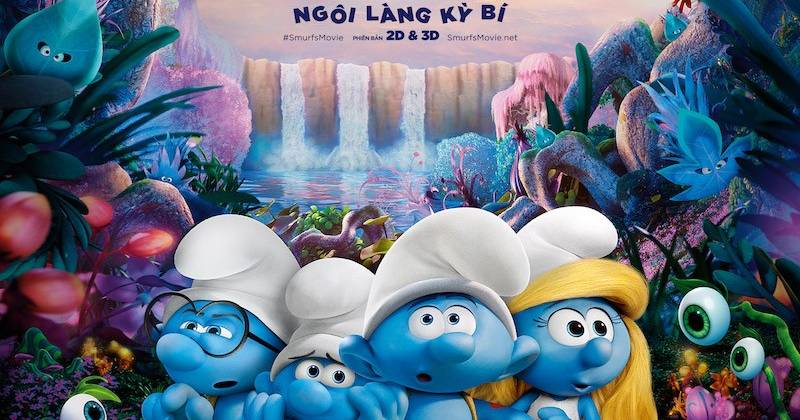 NGÔI LÀNG KỲ BÍ
#SmurfsMovie PHIÊN BẢN 2D & 3D SmurfsMovie.net